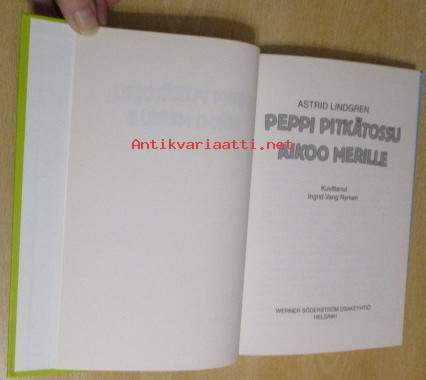 ASTRID LINDGREN
PEPPI PITKÄTOSSU
AIKOO MERILLE
Antikvariaatti.net
Kuvittanut
Ingrid Vang Nyman
WERNER SÖDERSTRÖM OSAKEYHTIÖ
HELSINKI